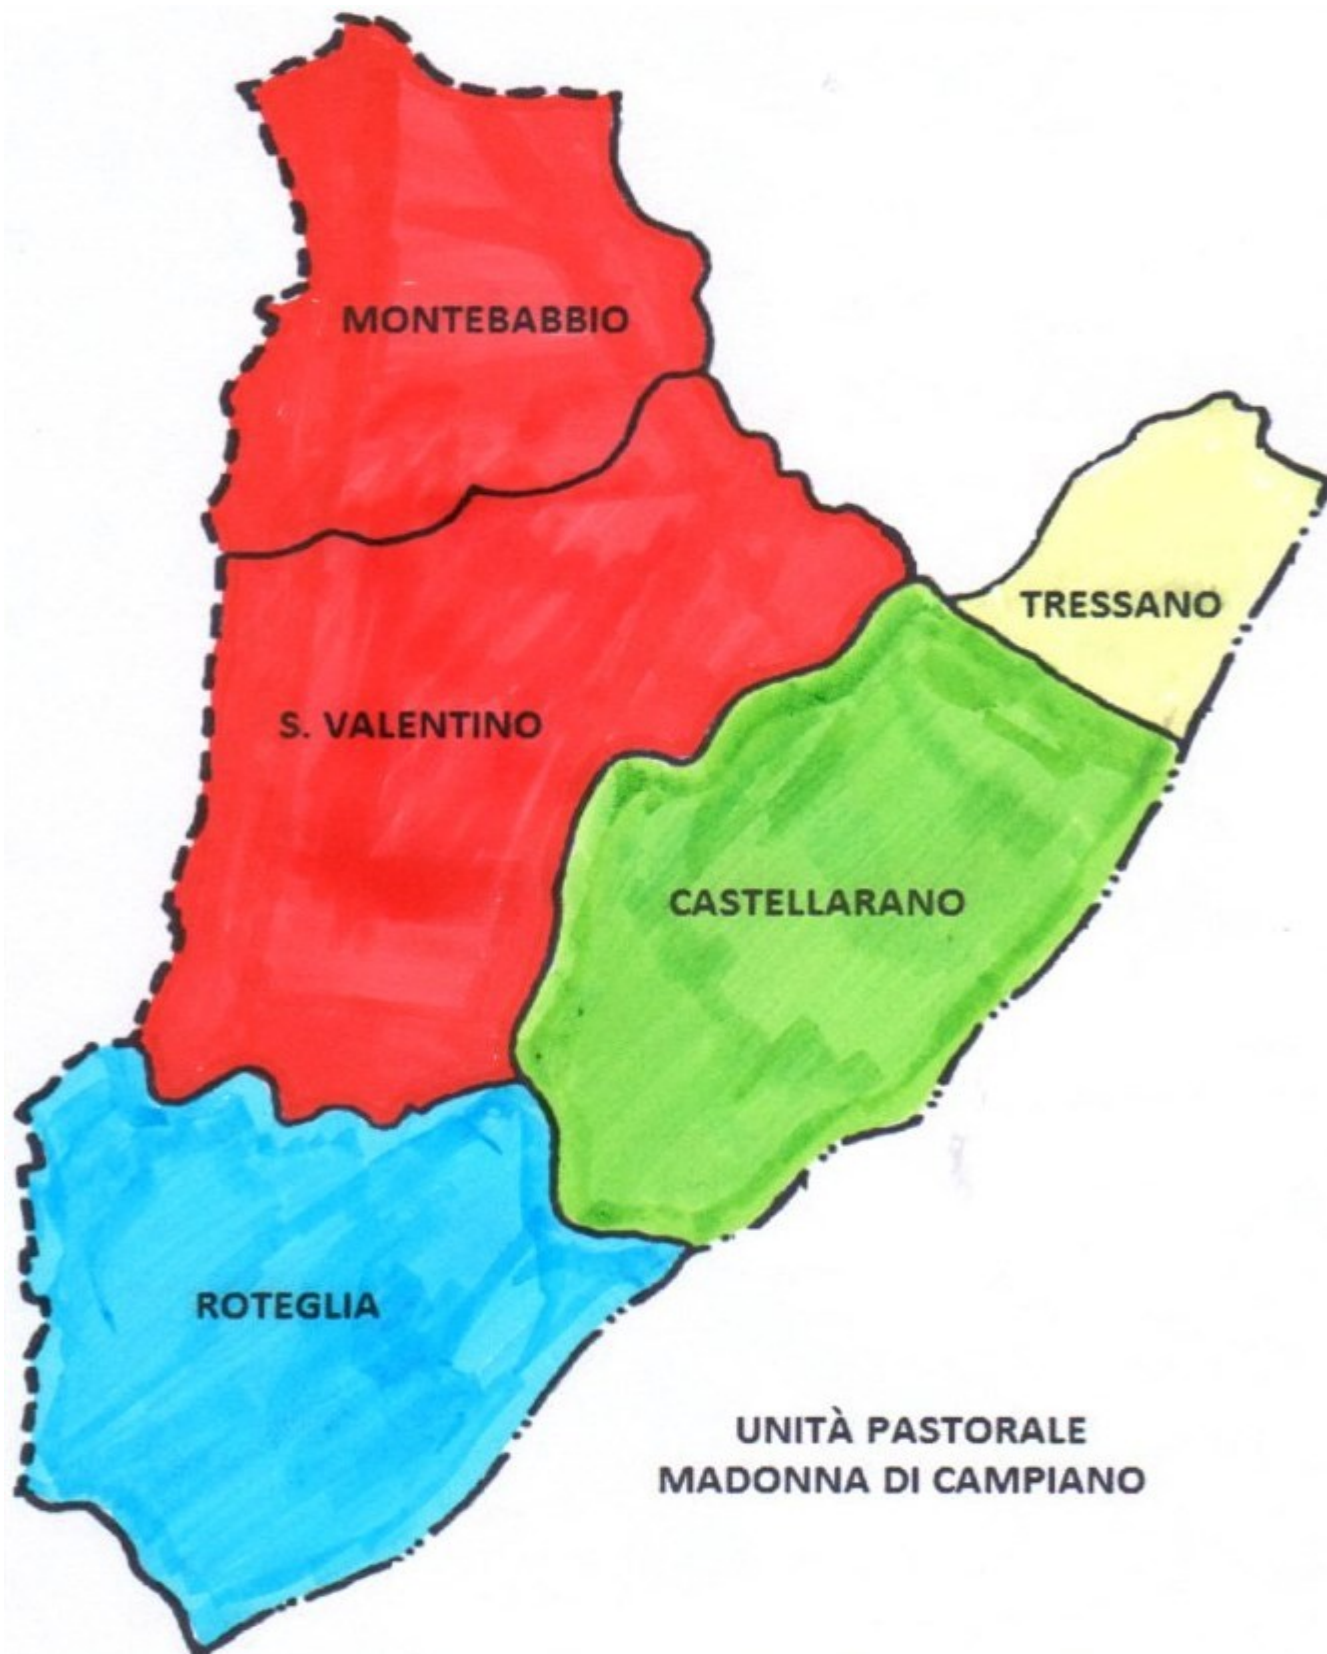 MONTEBABBIO
TRESSANO
S. VALENTINO
CASTELLARANO
ROTEGLIA
UNITÀ PASTORALE
MADONNA DI CAMPIANO